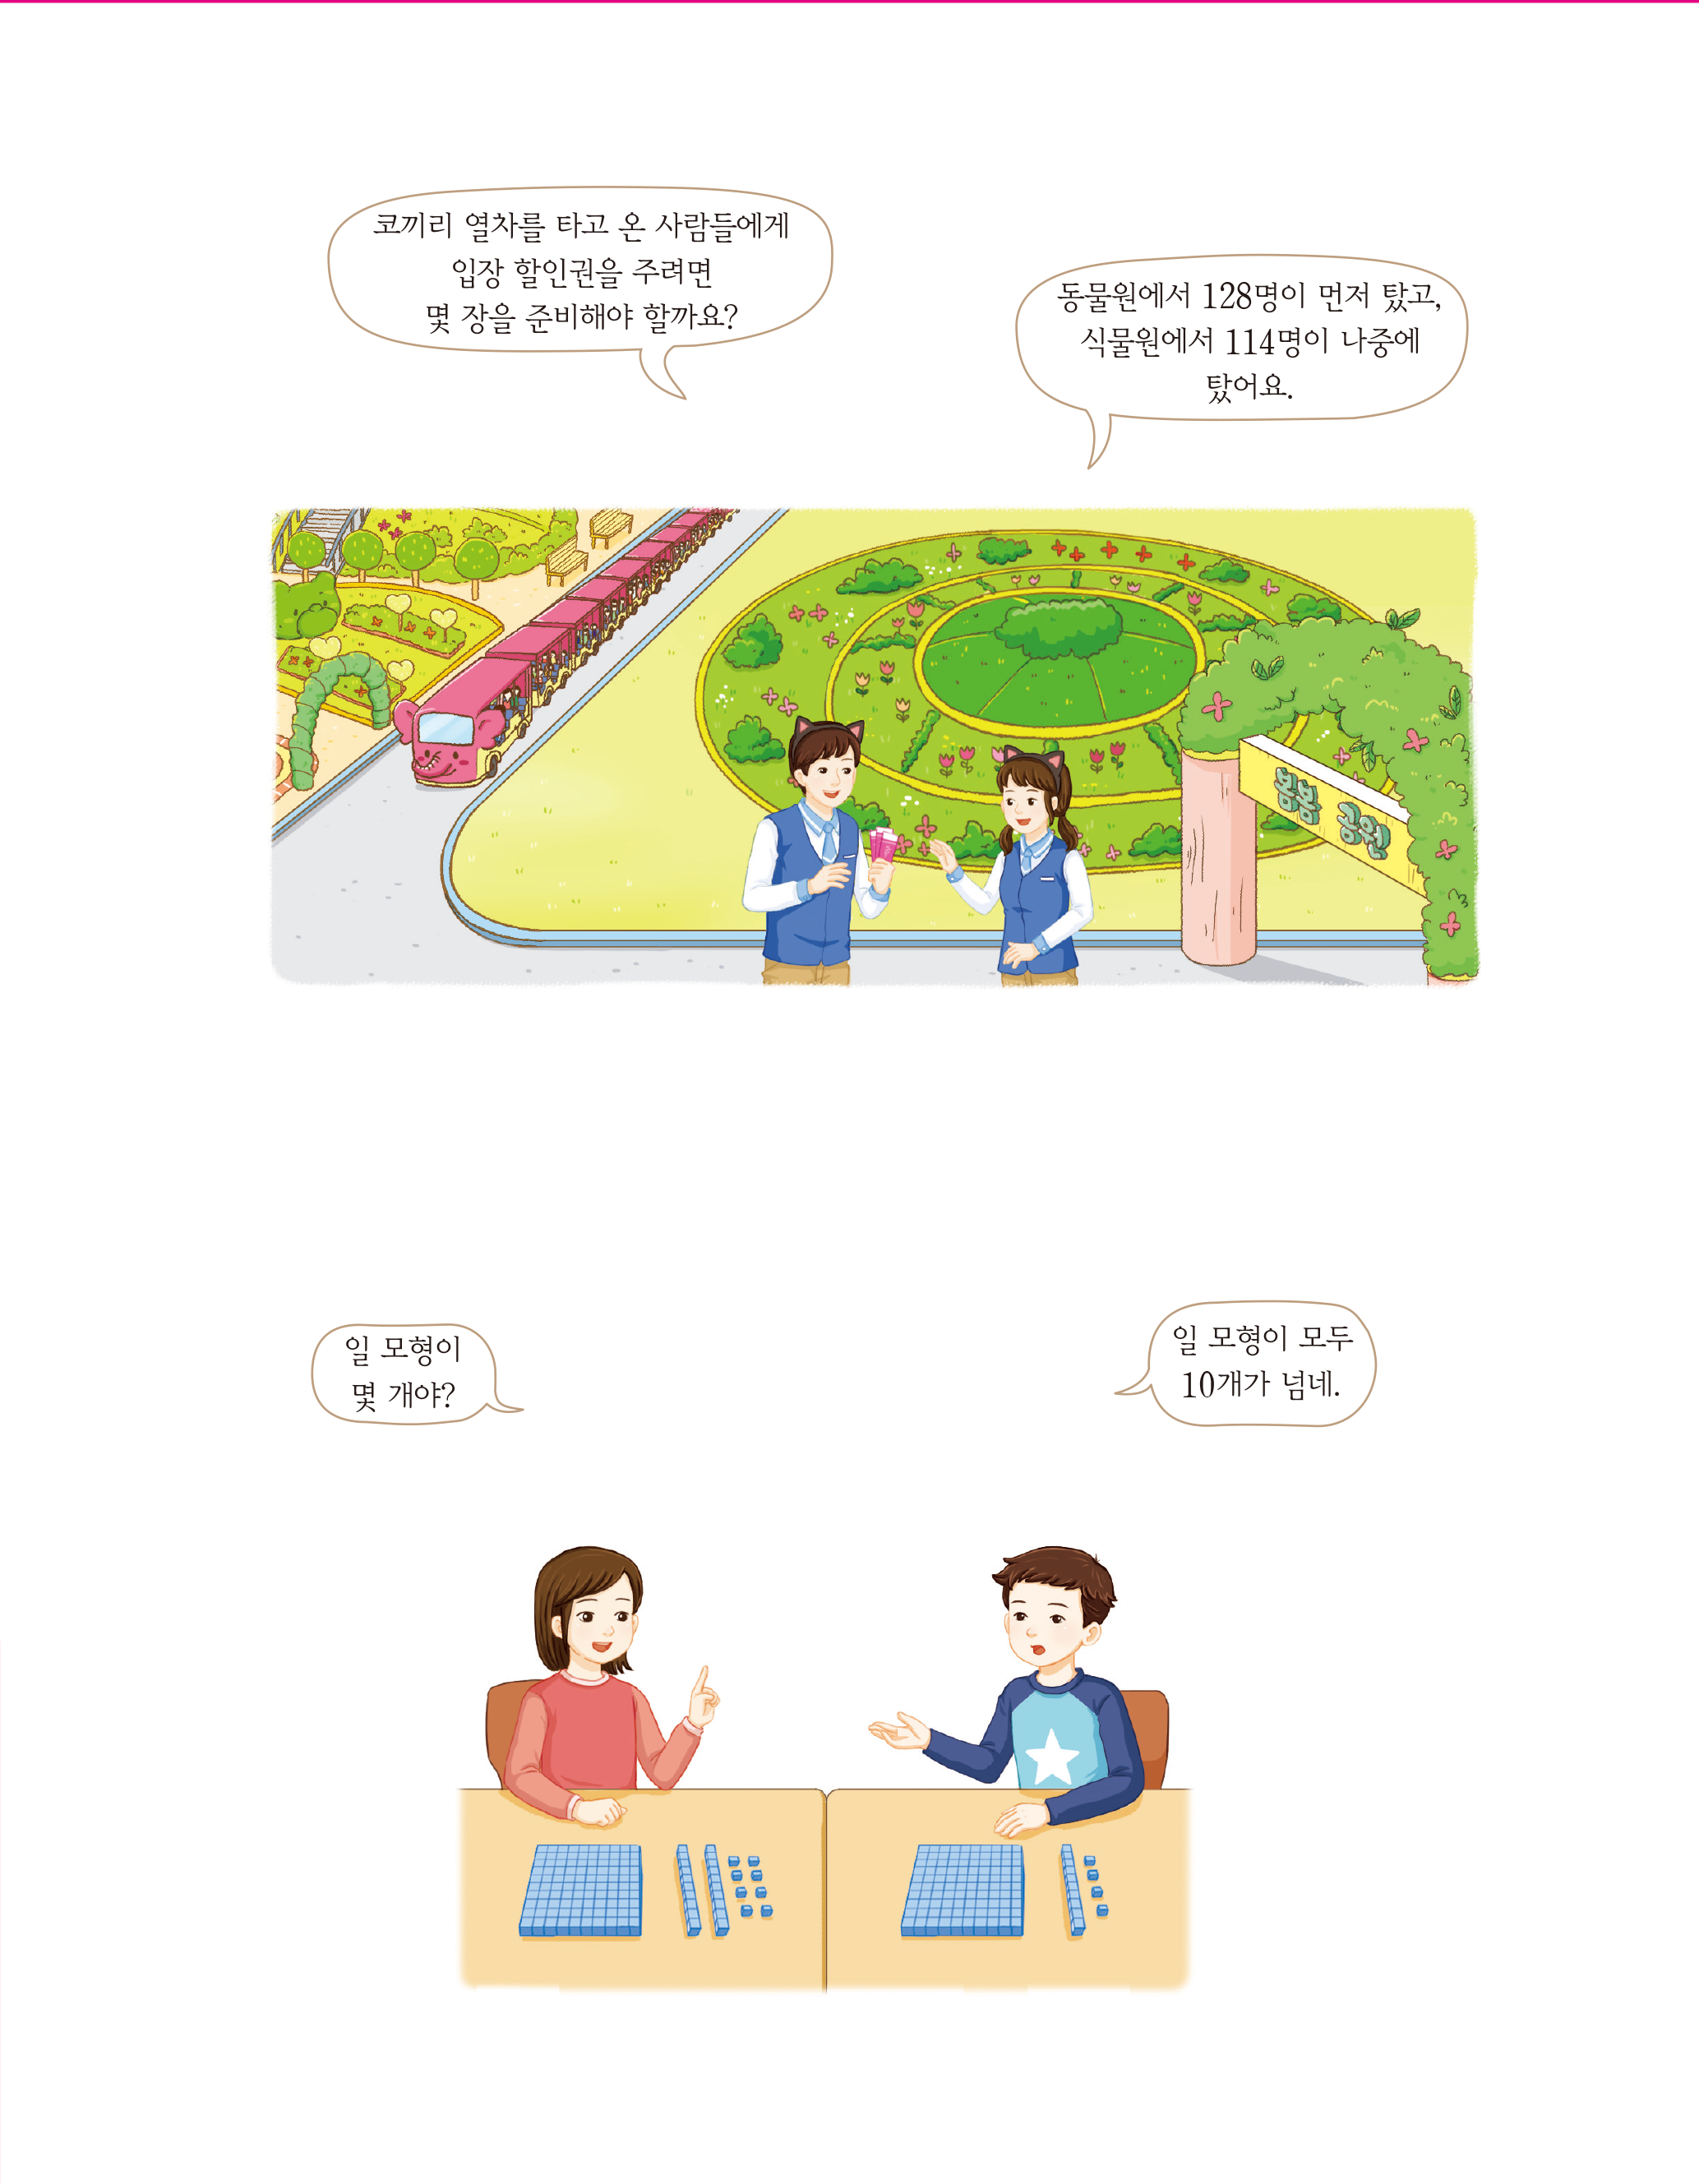 코끼리 열차를 타고 온 사람들에게
입장 할인권을 주려면
몇 장을 준비해야 할까요?
동물원에서 128명이 먼저 탔고,
식물원에서 114명이 나중에
탔어요.
봄봄 공원
일 모형이
몇 개야?
일 모형이 모두
10개가 넘네.